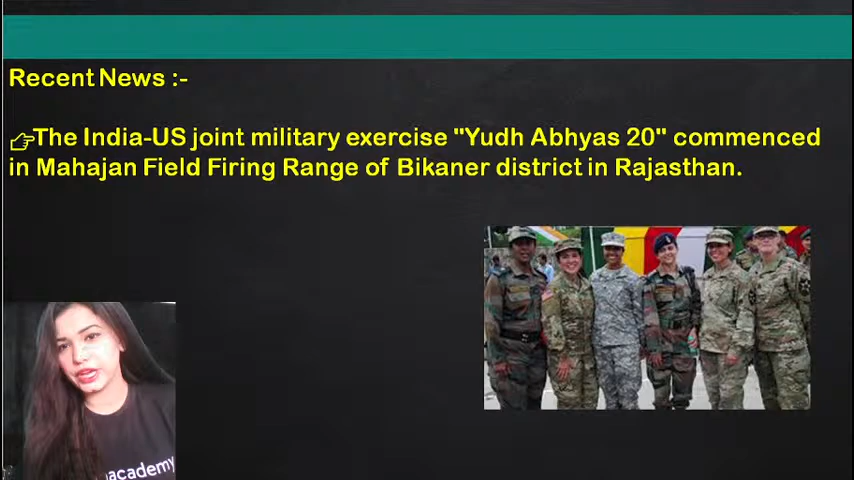 Recent News :-
👉The India-US joint military exercise "Yudh Abhyas 20" commenced
in Mahajan Field Firing Range of Bikaner district in Rajasthan.
academy